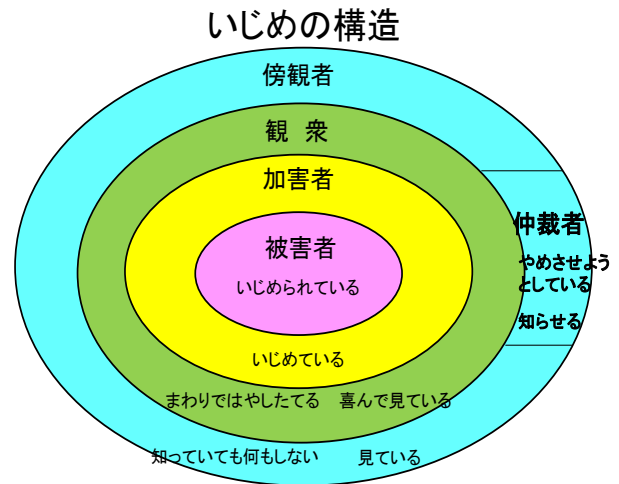 いじめの構造
傍観者
観 衆
加害者
被害者
いじめられている
仲裁者
やめさせよう
としている
知らせる
いじめている
まわりではやしたてる 喜んで見ている
知っていても何もしない 見ている